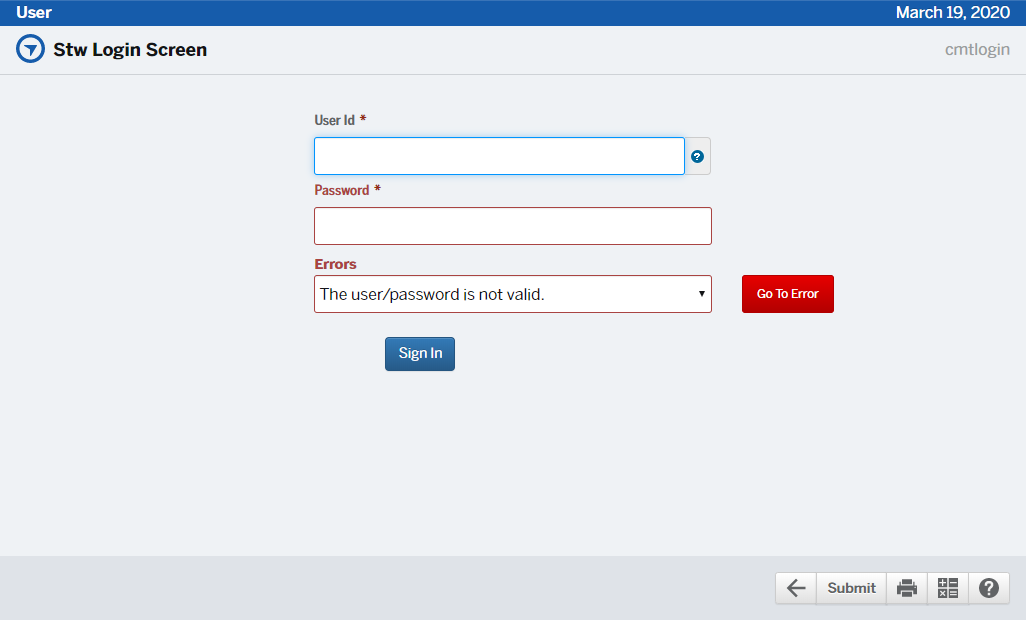 User
March 19, 2020
Stw Login Screen
cmtlogin
User Id *
?
Password *
Errors
The user/password is not valid.
Go To Error
Sign In
Submit
?